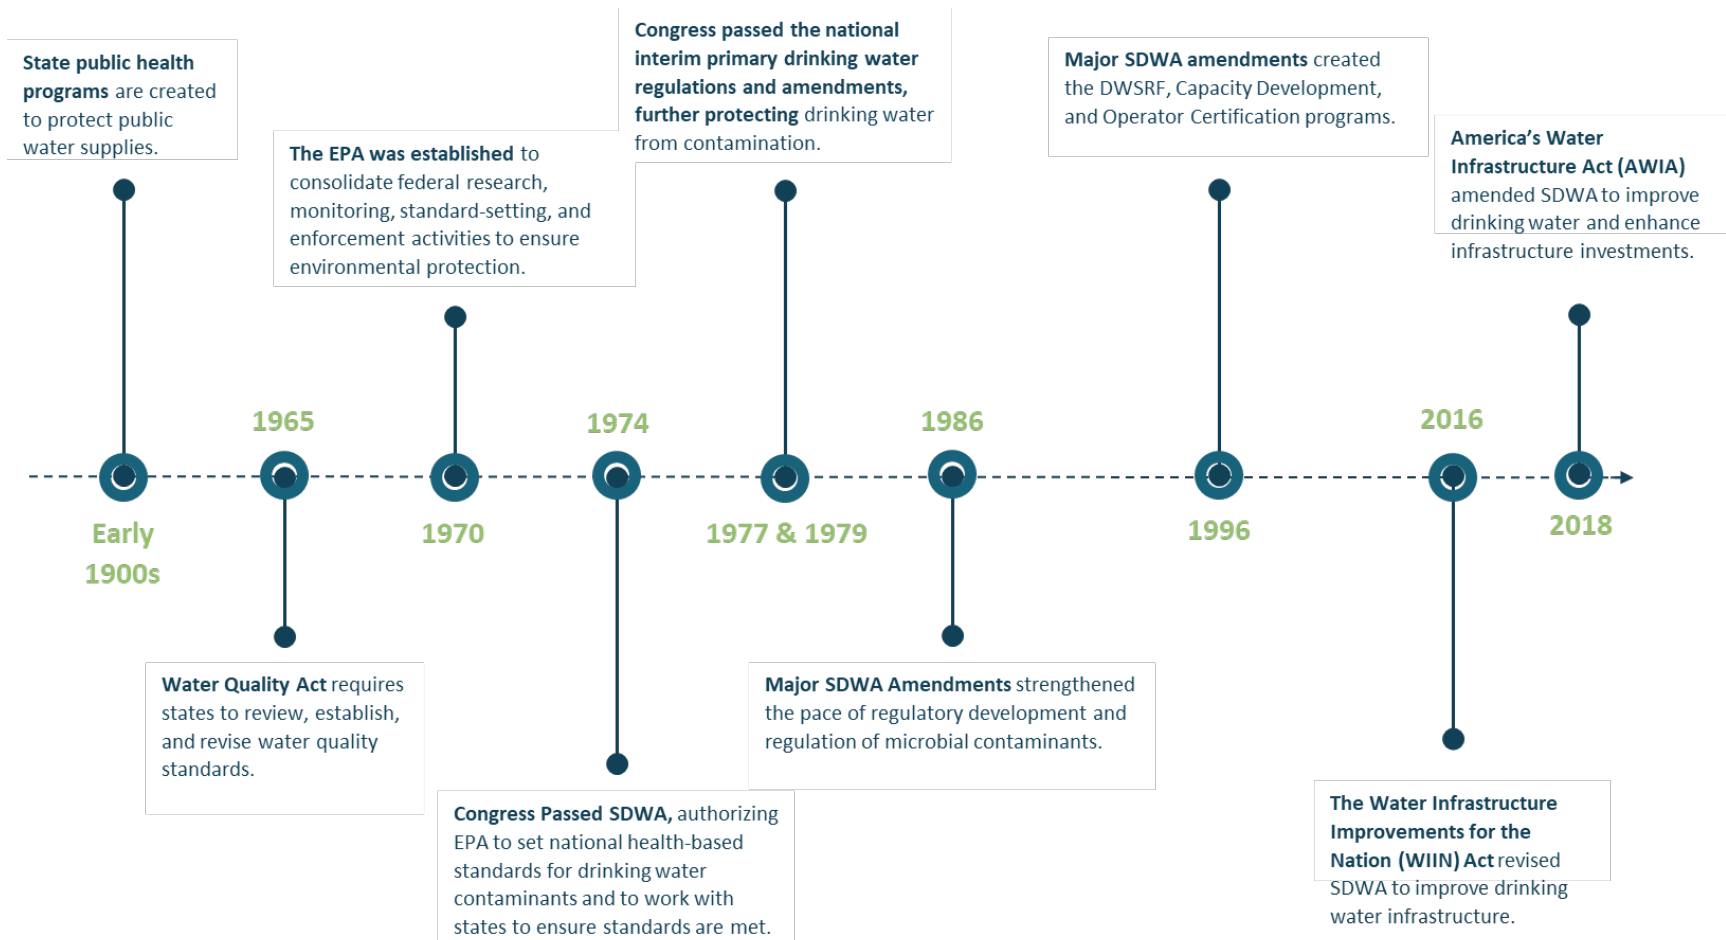 State public health
programs are created
to protect public
water supplies.
The EPA was established to
consolidate federal research,
monitoring, standard-setting, and
enforcement activities to ensure
environmental protection.
Congress passed the national
interim primary drinking water
regulations and amendments,
further protecting drinking water
from contamination.
Major SDWA amendments created
the DWSRF, Capacity Development,
and Operator Certification programs.
America’s Water
Infrastructure Act (AWIA)
amended SDWA to improve
drinking water and enhance
infrastructure investments.
Early
1900s
1965
1970
1974
1977 & 1979
1986
1996
2016
2018
Water Quality Act requires
states to review, establish,
and revise water quality
standards.
Congress Passed SDWA, authorizing
EPA to set national health-based
standards for drinking water
contaminants and to work with
states to ensure standards are met.
Major SDWA Amendments strengthened
the pace of regulatory development and
regulation of microbial contaminants.
The Water Infrastructure
Improvements for the
Nation (WIIN) Act revised
SDWA to improve drinking
water infrastructure.